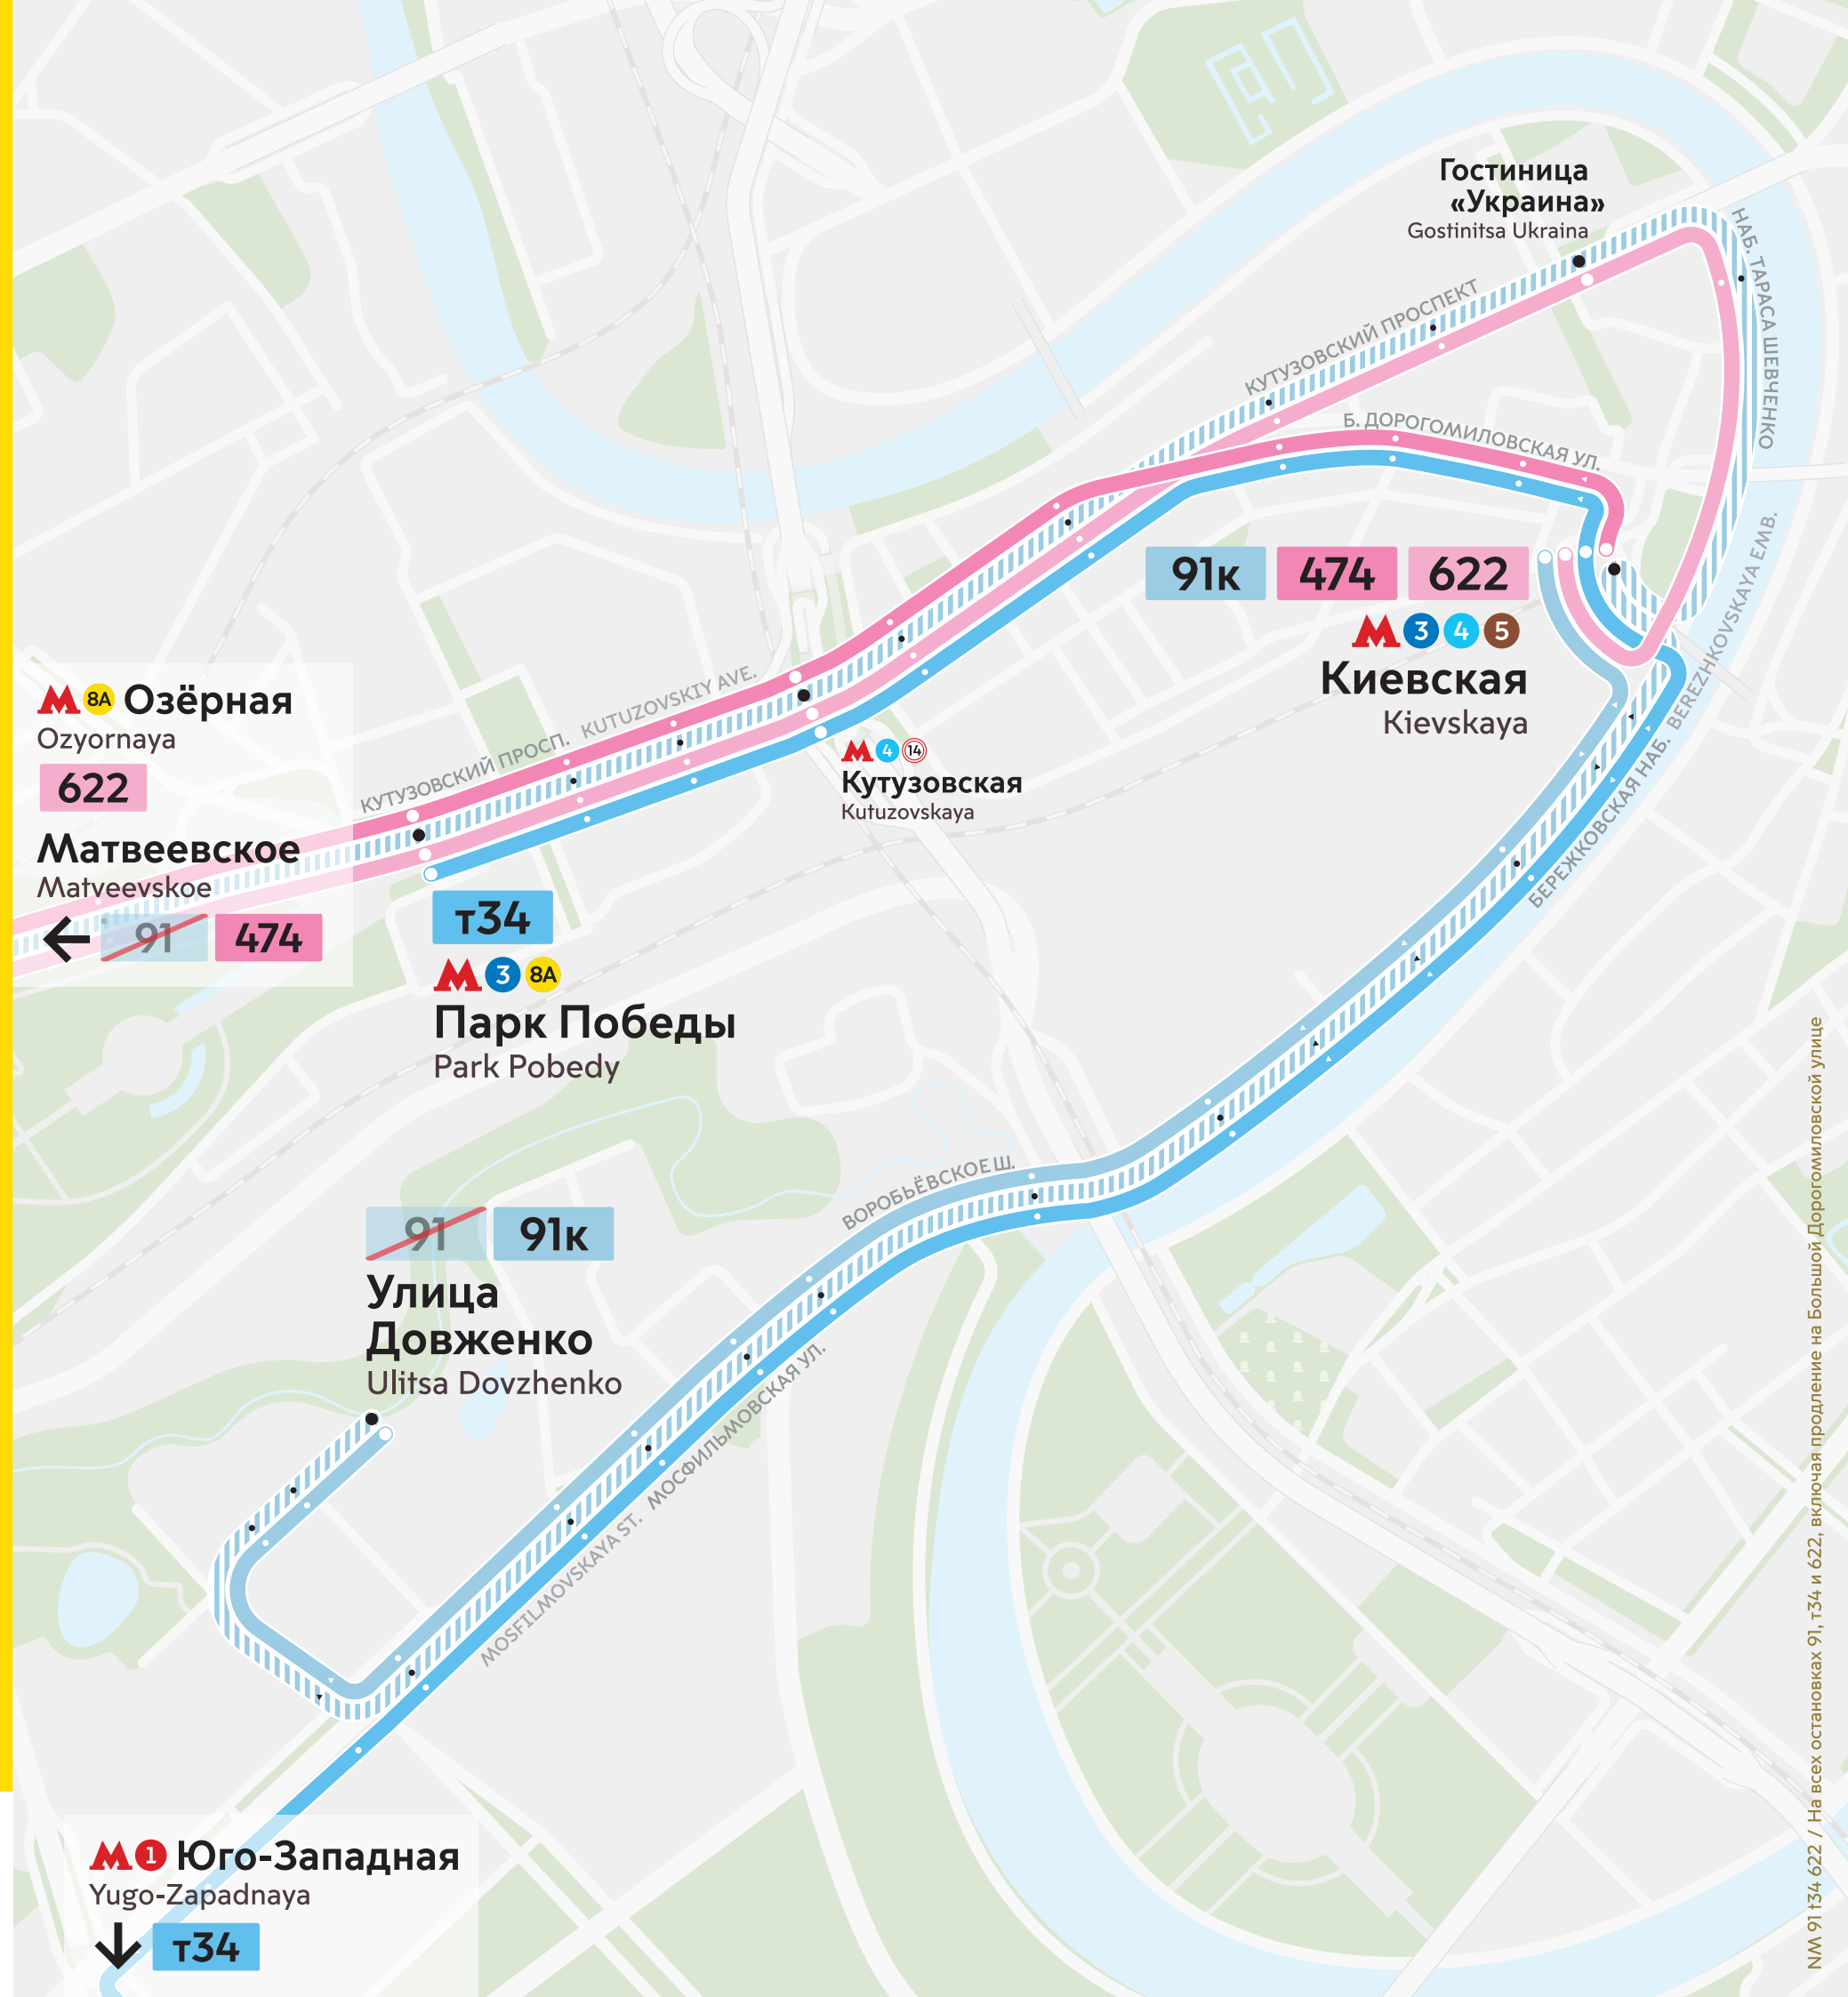 Гостиница
«Украина»
Gostinitsa Ukraina
НАБ. ТАРАСА ШЕВЧЕНКО
КУТУЗОВСКИЙ ПРОСПЕКТ
Б. ДОРОГОМИЛОВСКАЯ УЛ.
91к 474 622
М 3 4 5
Киевская
Kievskaya
БЕРЕЖКОВСКАЯ НАБ. BEREZHKOVSKAYA EMB.
КУТУЗОВСКИЙ ПРОСП. KUTUZOVSKIY AVE.
М 4 14
Кутузовская
Kutuzovskaya
М 8А Озёрная
Ozyornaya
622
Матвеевское
Matveevskoe
← 91 474
т34
М 3 8А
Парк Победы
Park Pobedy
ВОРОБЬЁВСКОЕ Ш.
91 91к
Улица
Довженко
Ulitsa Dovzhenko
MOSFILMOVSKAYA ST. МОСФИЛЬМОВСКАЯ УЛ.
М 1 Юго-Западная
Yugo-Zapadnaya
↓ т34
NM 91 t34 622 / На всех остановках 91, т34 и 622, включая продление на Большой Дорогомиловской улице